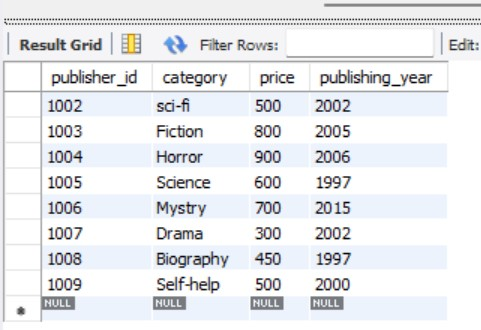 Result Grid Filter Rows: Edit:
publisher_id category price publishing_year
1002 sci-fi 500 2002
1003 Fiction 800 2005
1004 Horror 900 2006
1005 Science 600 1997
1006 Mystry 700 2015
1007 Drama 300 2002
1008 Biography 450 1997
1009 Self-help 500 2000
NULL NULL NULL NULL